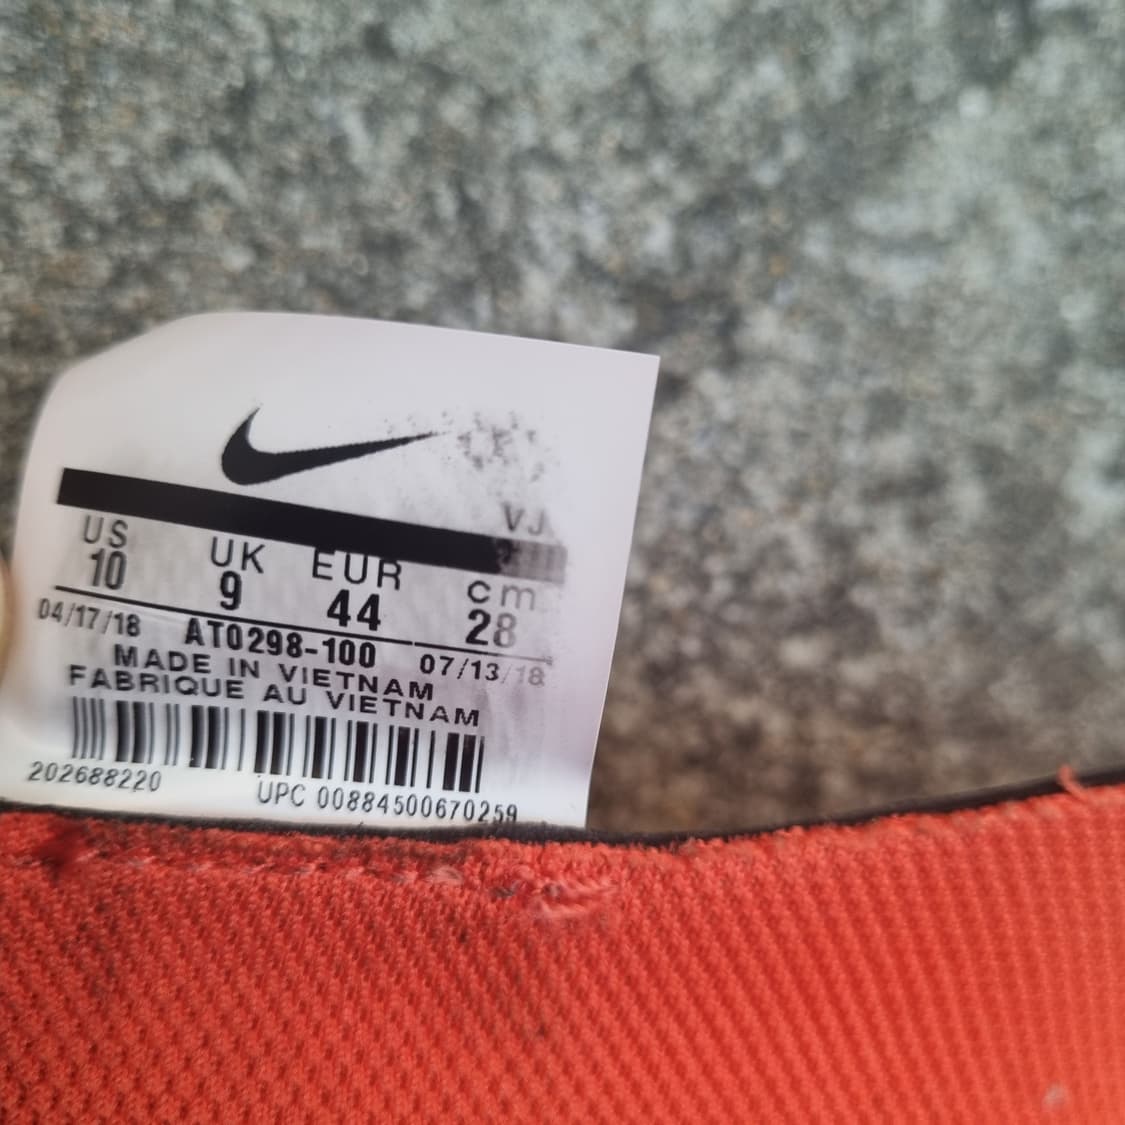 VJ
US UK EUR cm
10 9 44 28
04/17/18 AT0298-100 07/13/18
MADE IN VIETNAM
FABRIQUE AU VIETNAM
202688220 UPC 00884500670259